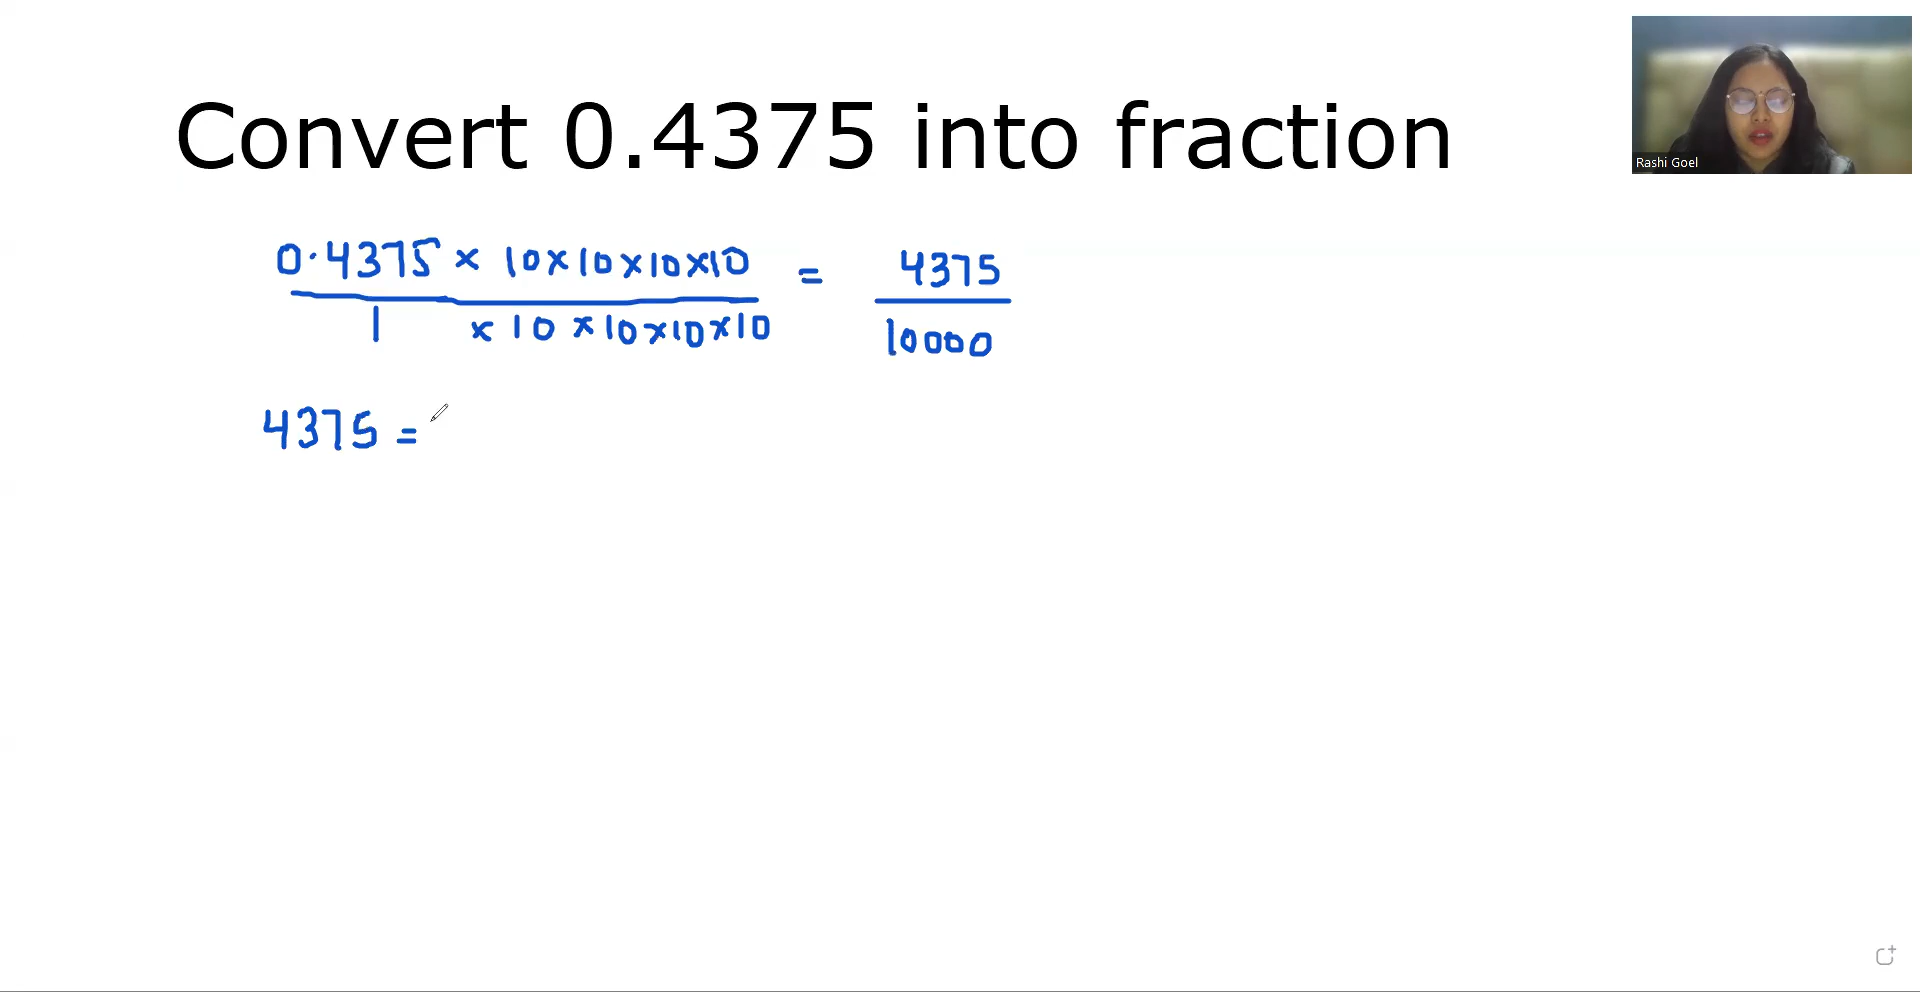 Convert 0.4375 into fraction
Rashi Goel
0.4375 × 10×10×10×10 = 4375
1 × 10 ×10×10×10 10000
4375 =